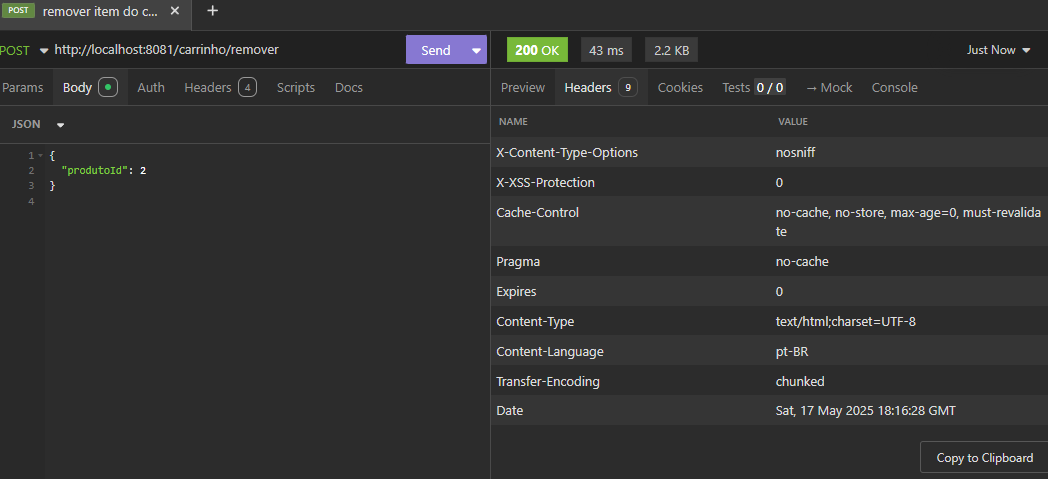 POST remover item do c... × +
POST http://localhost:8081/carrinho/remover Send
200 OK 43 ms 2.2 KB Just Now
Params Body Auth Headers 4 Scripts Docs
Preview Headers 9 Cookies Tests 0 / 0 → Mock Console
JSON
1 {
2 "produtoId": 2
3 }
4
NAME VALUE
X-Content-Type-Options nosniff
X-XSS-Protection 0
Cache-Control no-cache, no-store, max-age=0, must-revalida
te
Pragma no-cache
Expires 0
Content-Type text/html;charset=UTF-8
Content-Language pt-BR
Transfer-Encoding chunked
Date Sat, 17 May 2025 18:16:28 GMT
Copy to Clipboard